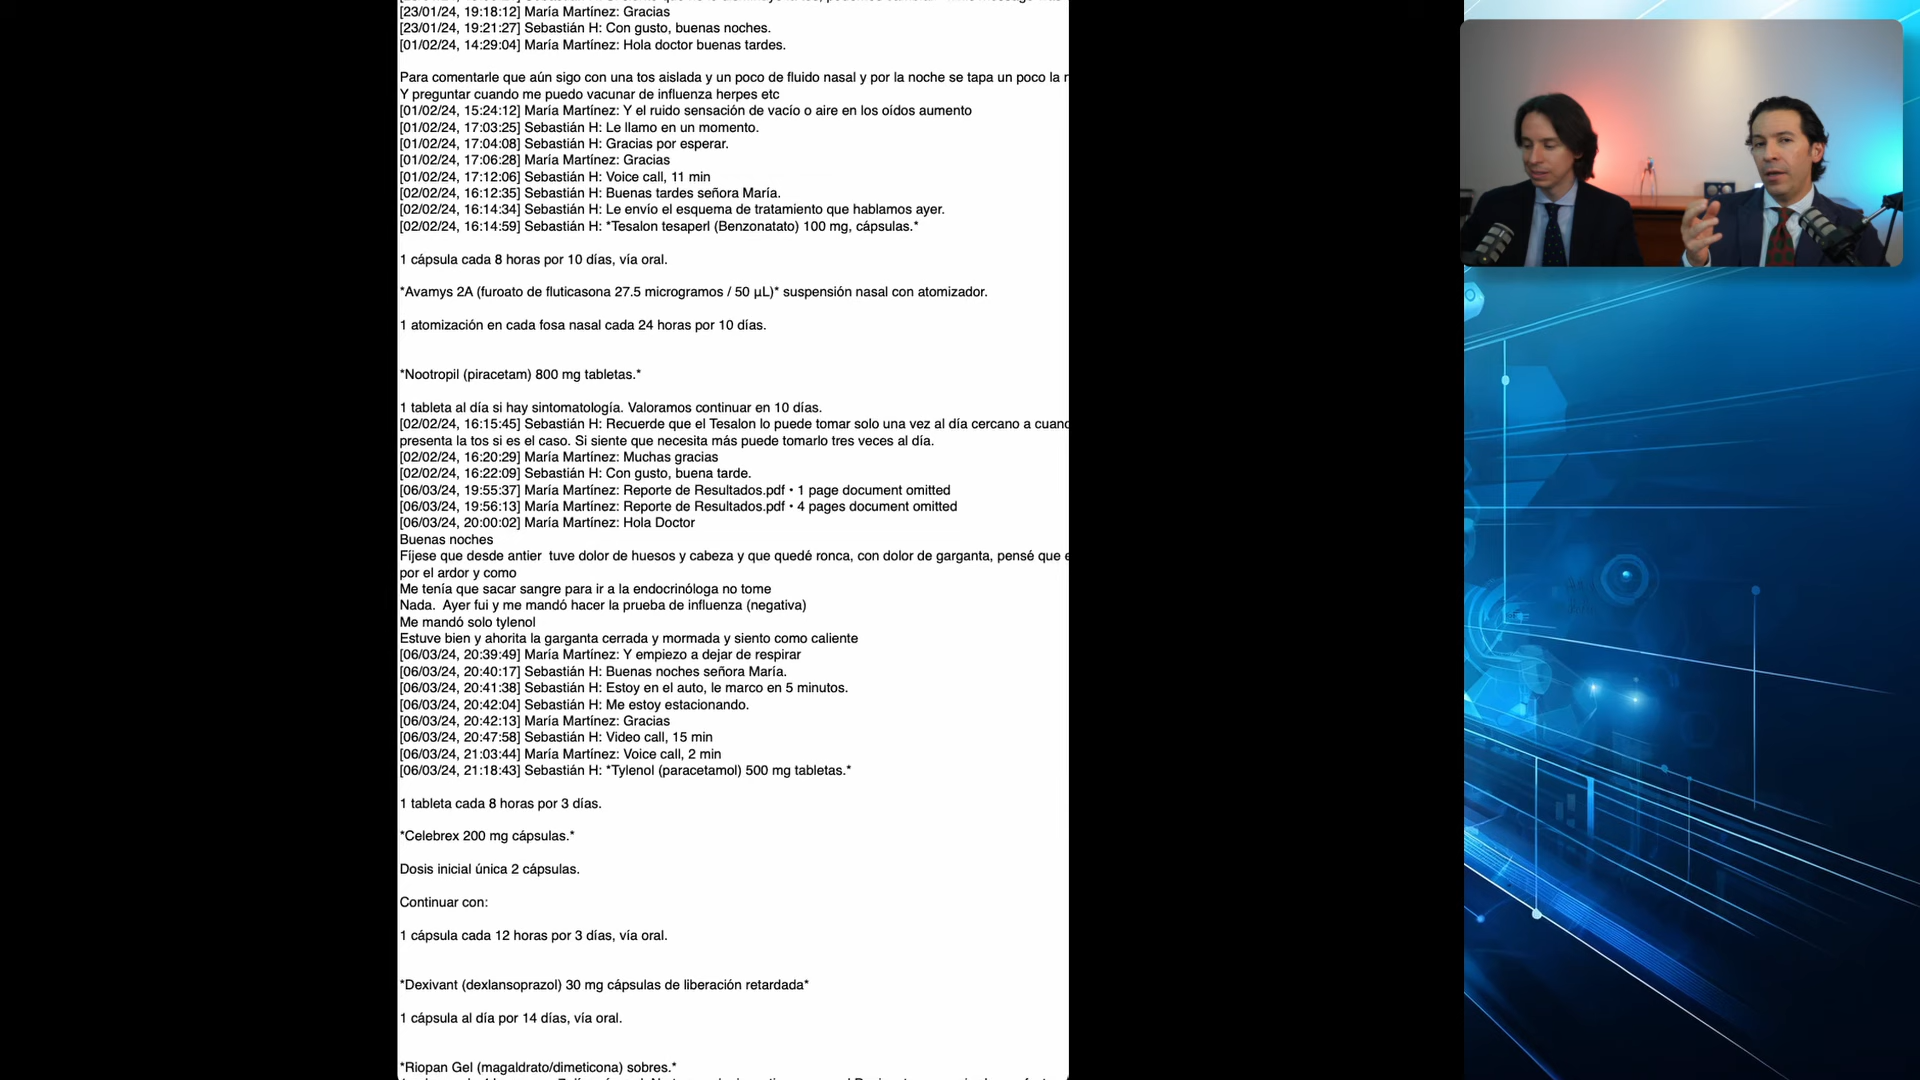 [23/01/24, 19:18:12] María Martínez: Gracias
[23/01/24, 19:21:27] Sebastián H: Con gusto, buenas noches.
[01/02/24, 14:29:04] María Martínez: Hola doctor buenas tardes.
Para comentarle que aún sigo con una tos aislada y un poco de fluido nasal y por la noche se tapa un poco la
Y preguntar cuando me puedo vacunar de influenza herpes etc
[01/02/24, 15:24:12] María Martínez: Y el ruido sensación de vacío o aire en los oídos aumento
[01/02/24, 17:03:25] Sebastián H: Le llamo en un momento.
[01/02/24, 17:04:08] Sebastián H: Gracias por esperar.
[01/02/24, 17:06:28] María Martínez: Gracias
[01/02/24, 17:12:06] Sebastián H: Voice call, 11 min
[02/02/24, 16:12:35] Sebastián H: Buenas tardes señora María.
[02/02/24, 16:14:34] Sebastián H: Le envío el esquema de tratamiento que hablamos ayer.
[02/02/24, 16:14:59] Sebastián H: *Tesalon tesaperl (Benzonatato) 100 mg, cápsulas.*
1 cápsula cada 8 horas por 10 días, vía oral.
*Avamys 2A (furoato de fluticasona 27.5 microgramos / 50 µL)* suspensión nasal con atomizador.
1 atomización en cada fosa nasal cada 24 horas por 10 días.
*Nootropil (piracetam) 800 mg tabletas.*
1 tableta al día si hay sintomatología. Valoramos continuar en 10 días.
[02/02/24, 16:15:45] Sebastián H: Recuerde que el Tesalon lo puede tomar solo una vez al día cercano a
presenta la tos si es el caso. Si siente que necesita más puede tomarlo tres veces al día.
[02/02/24, 16:20:29] María Martínez: Muchas gracias
[02/02/24, 16:22:09] Sebastián H: Con gusto, buena tarde.
[06/03/24, 19:55:37] María Martínez: Reporte de Resultados.pdf • 1 page document omitted
[06/03/24, 19:56:13] María Martínez: Reporte de Resultados.pdf • 4 pages document omitted
[06/03/24, 20:00:02] María Martínez: Hola Doctor
Buenas noches
Fíjese que desde antier tuve dolor de huesos y cabeza y que quedé ronca, con dolor de garganta, pensé que
por el ardor y como
Me tenía que sacar sangre para ir a la endocrinóloga no tome
Nada. Ayer fui y me mandó hacer la prueba de influenza (negativa)
Me mandó solo tylenol
Estuve bien y ahorita la garganta cerrada y mormada y siento como caliente
[06/03/24, 20:39:49] María Martínez: Y empiezo a dejar de respirar
[06/03/24, 20:40:17] Sebastián H: Buenas noches señora María.
[06/03/24, 20:41:38] Sebastián H: Estoy en el auto, le marco en 5 minutos.
[06/03/24, 20:42:04] Sebastián H: Me estoy estacionando.
[06/03/24, 20:42:13] María Martínez: Gracias
[06/03/24, 20:47:58] Sebastián H: Video call, 15 min
[06/03/24, 21:03:44] María Martínez: Voice call, 2 min
[06/03/24, 21:18:43] Sebastián H: *Tylenol (paracetamol) 500 mg tabletas.*
1 tableta cada 8 horas por 3 días.
*Celebrex 200 mg cápsulas.*
Dosis inicial única 2 cápsulas.
Continuar con:
1 cápsula cada 12 horas por 3 días, vía oral.
*Dexivant (dexlansoprazol) 30 mg cápsulas de liberación retardada*
1 cápsula al día por 14 días, vía oral.
*Riopan Gel (magaldrato/dimeticona) sobres.*